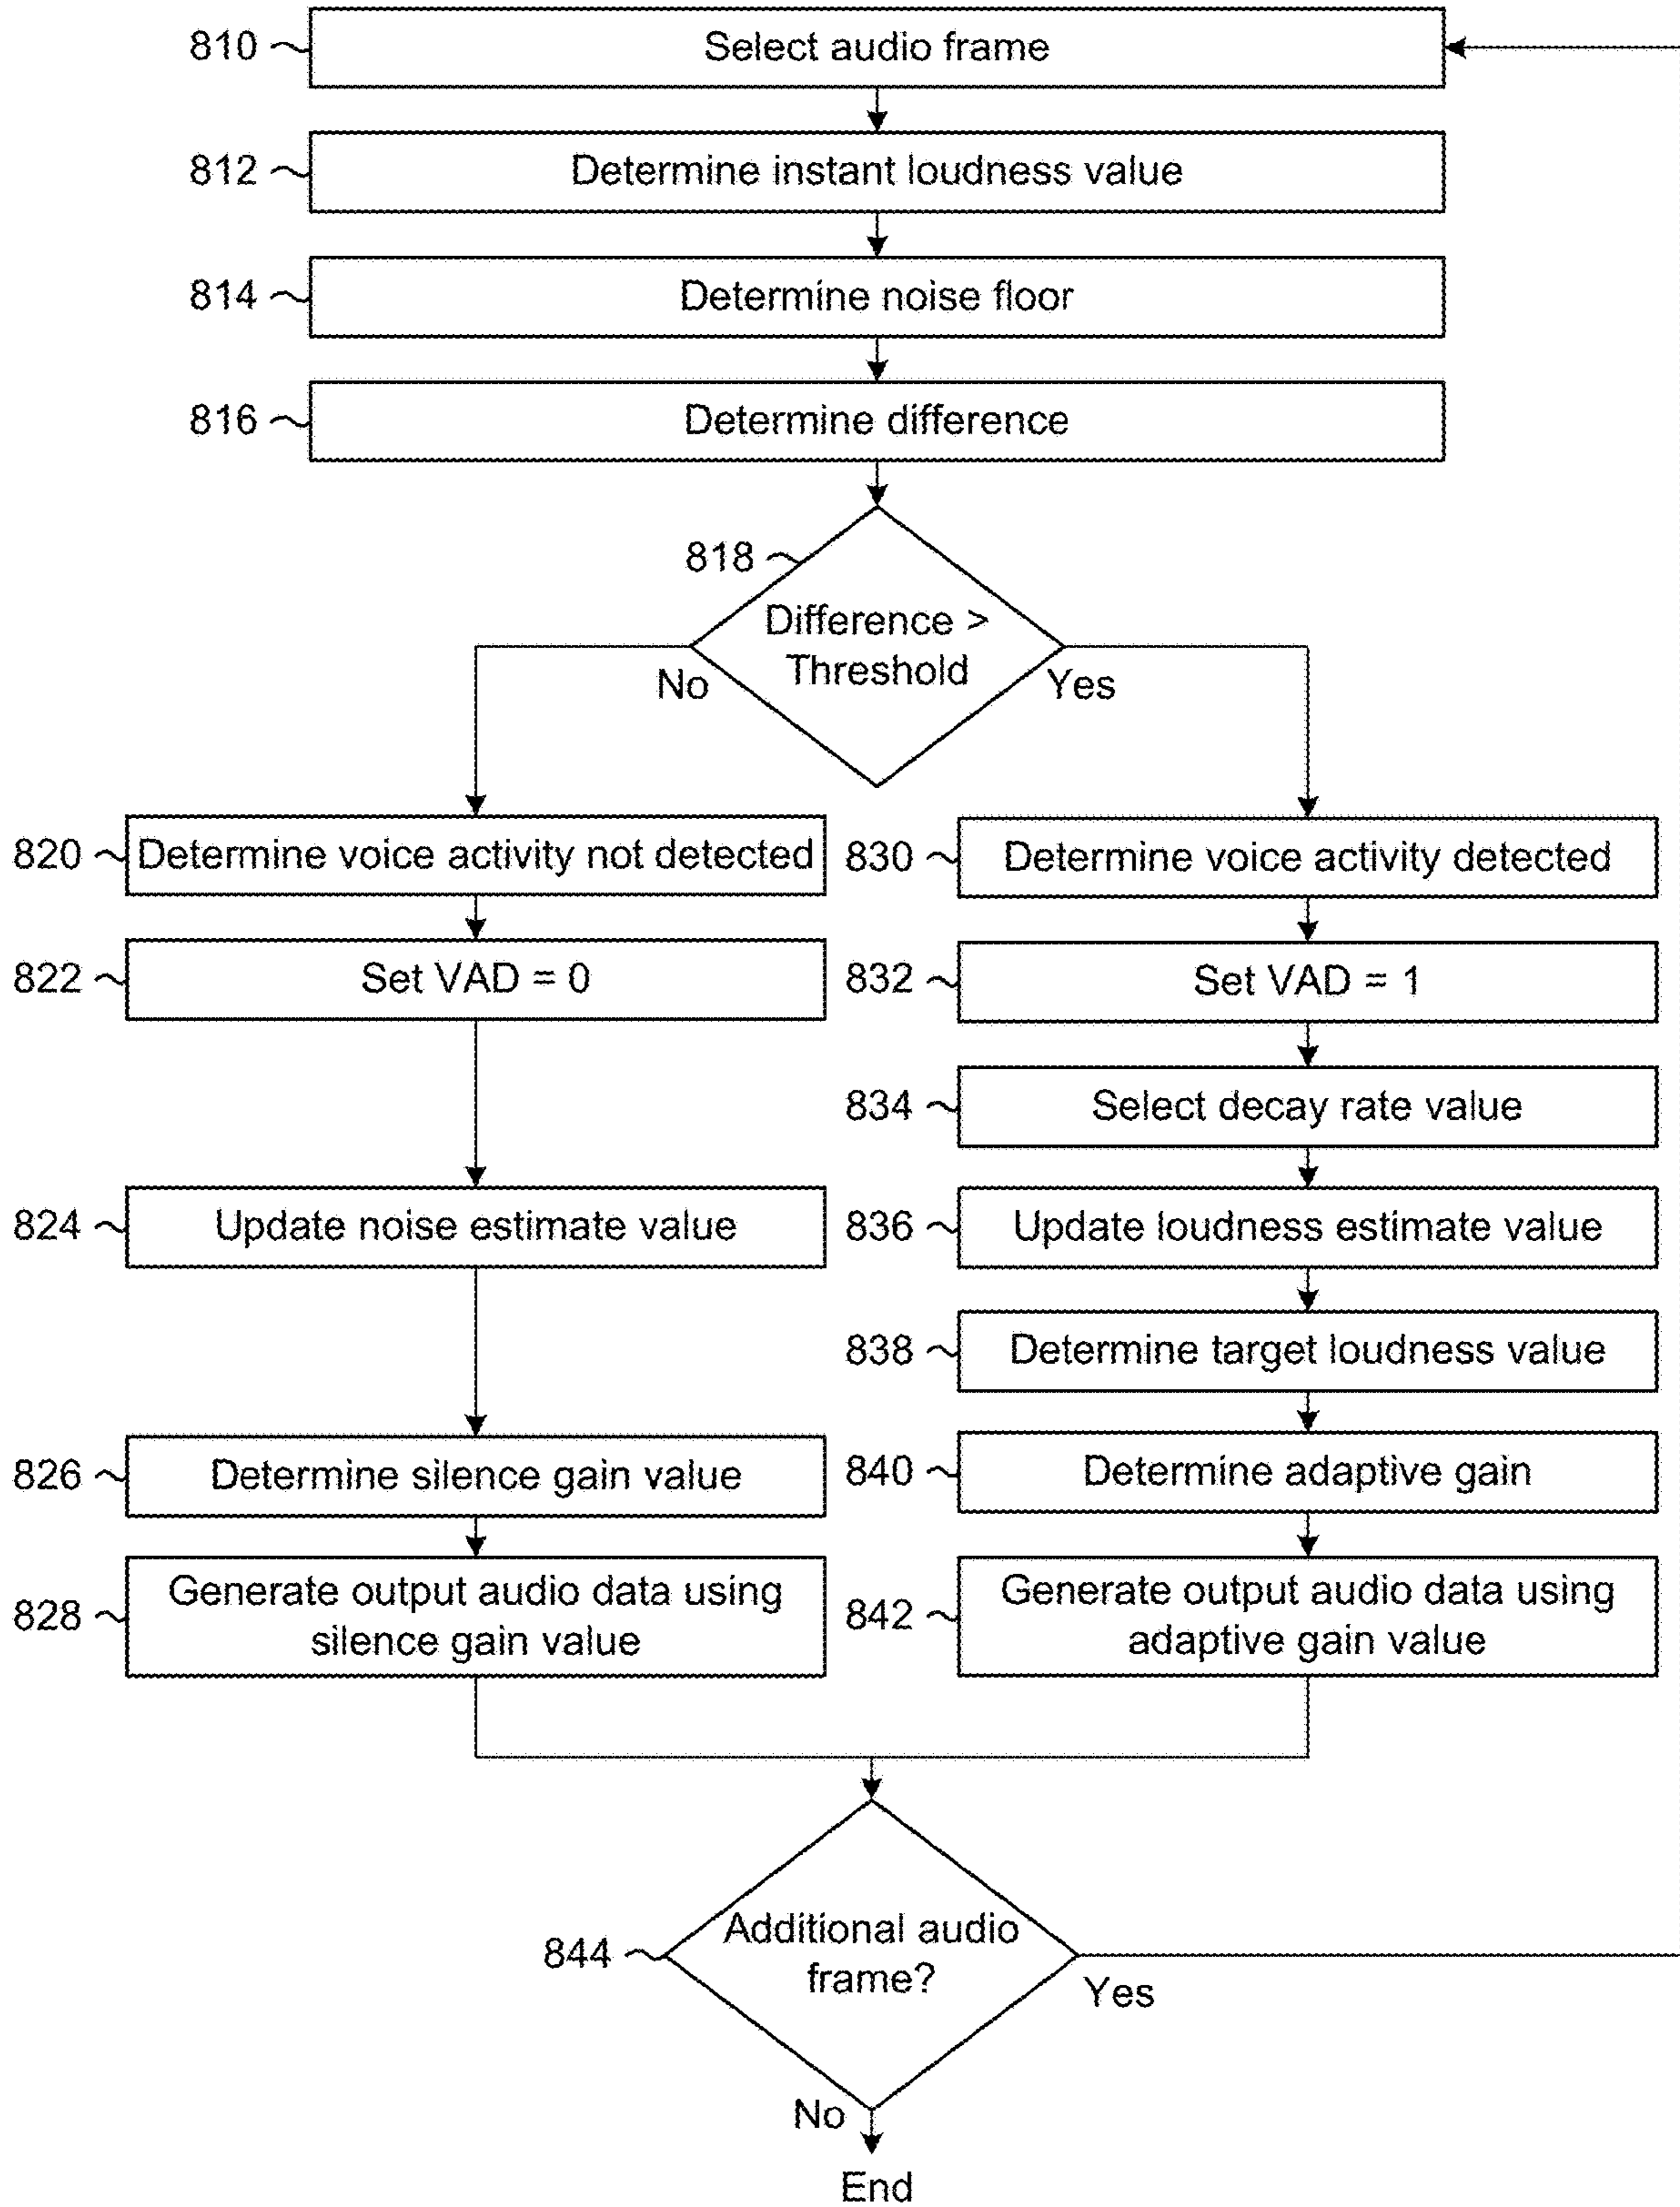 810 Select audio frame
812 Determine instant loudness value
814 Determine noise floor
816 Determine difference
818
Difference >
Threshold
No
Yes
820 Determine voice activity not detected
822 Set VAD = 0
824 Update noise estimate value
826 Determine silence gain value
828 Generate output audio data using
silence gain value
830 Determine voice activity detected
832 Set VAD = 1
834 Select decay rate value
836 Update loudness estimate value
838 Determine target loudness value
840 Determine adaptive gain
842 Generate output audio data using
adaptive gain value
844 Additional audio
frame?
Yes
No
End